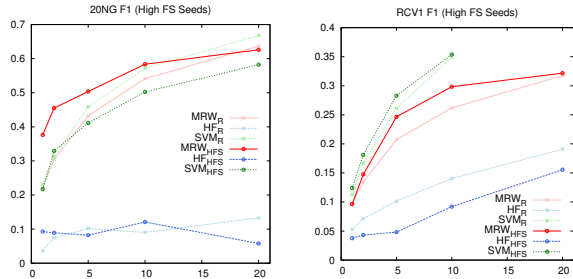 20NG F1 (High FS Seeds)
0.7
0.6
0.5
0.4
0.3
0.2
0.1
0
0 5 10 15 20
MRW_R
HF_R
SVM_R
MRW_HFS
HF_HFS
SVM_HFS
RCV1 F1 (High FS Seeds)
0.4
0.35
0.3
0.25
0.2
0.15
0.1
0.05
0
0 5 10 15 20
MRW_R
HF_R
SVM_R
MRW_HFS
HF_HFS
SVM_HFS